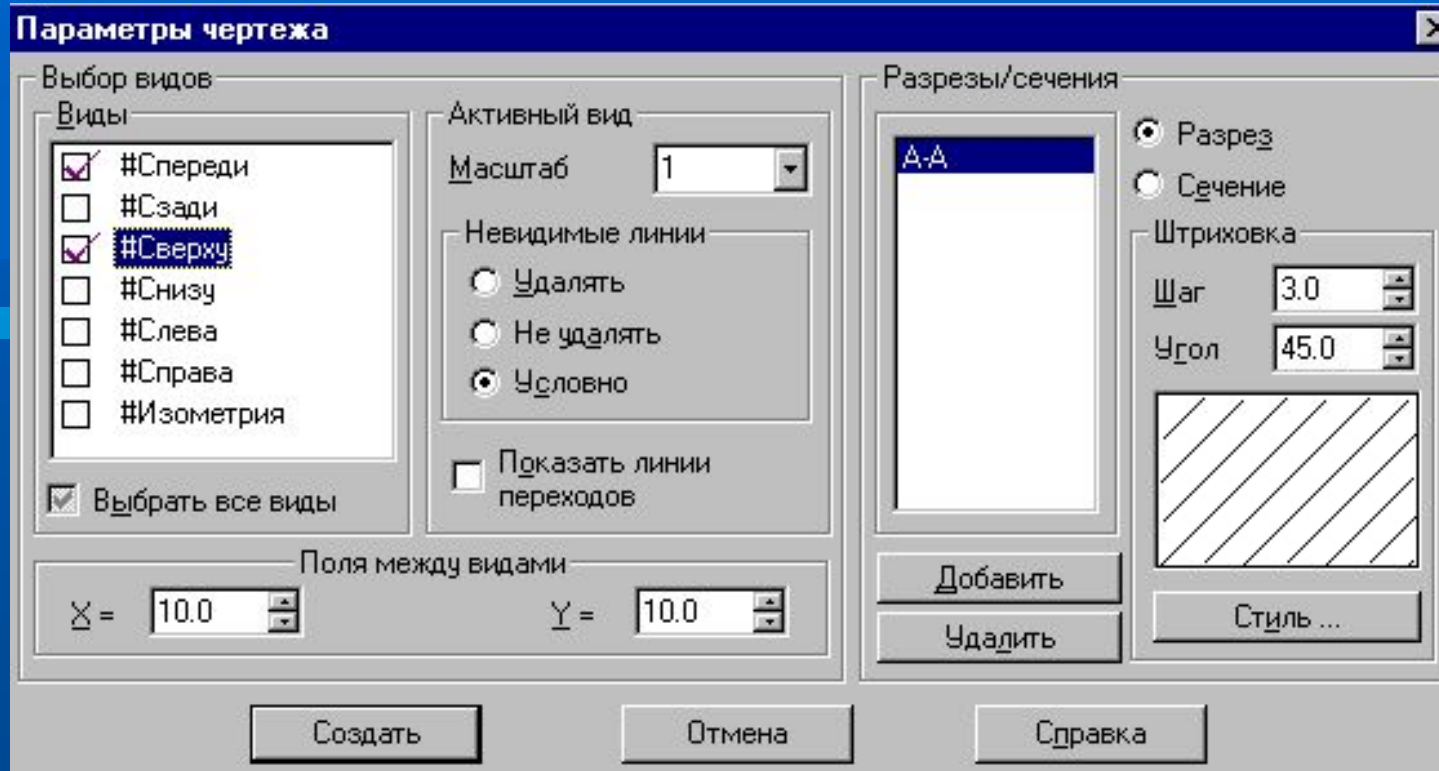 Параметры чертежа
Выбор видов
Виды
#Спереди
#Сзади
#Сверху
#Снизу
#Слева
#Справа
#Изометрия
Выбрать все виды
Активный вид
Масштаб 1
Невидимые линии
Удалять
Не удалять
Условно
Показать линии
переходов
Поля между видами
X = 10.0 Y = 10.0
Разрезы/сечения
А-А
Добавить
Удалить
Разрез
Сечение
Штриховка
Шаг 3.0
Угол 45.0
Стиль ...
Создать Отмена Справка